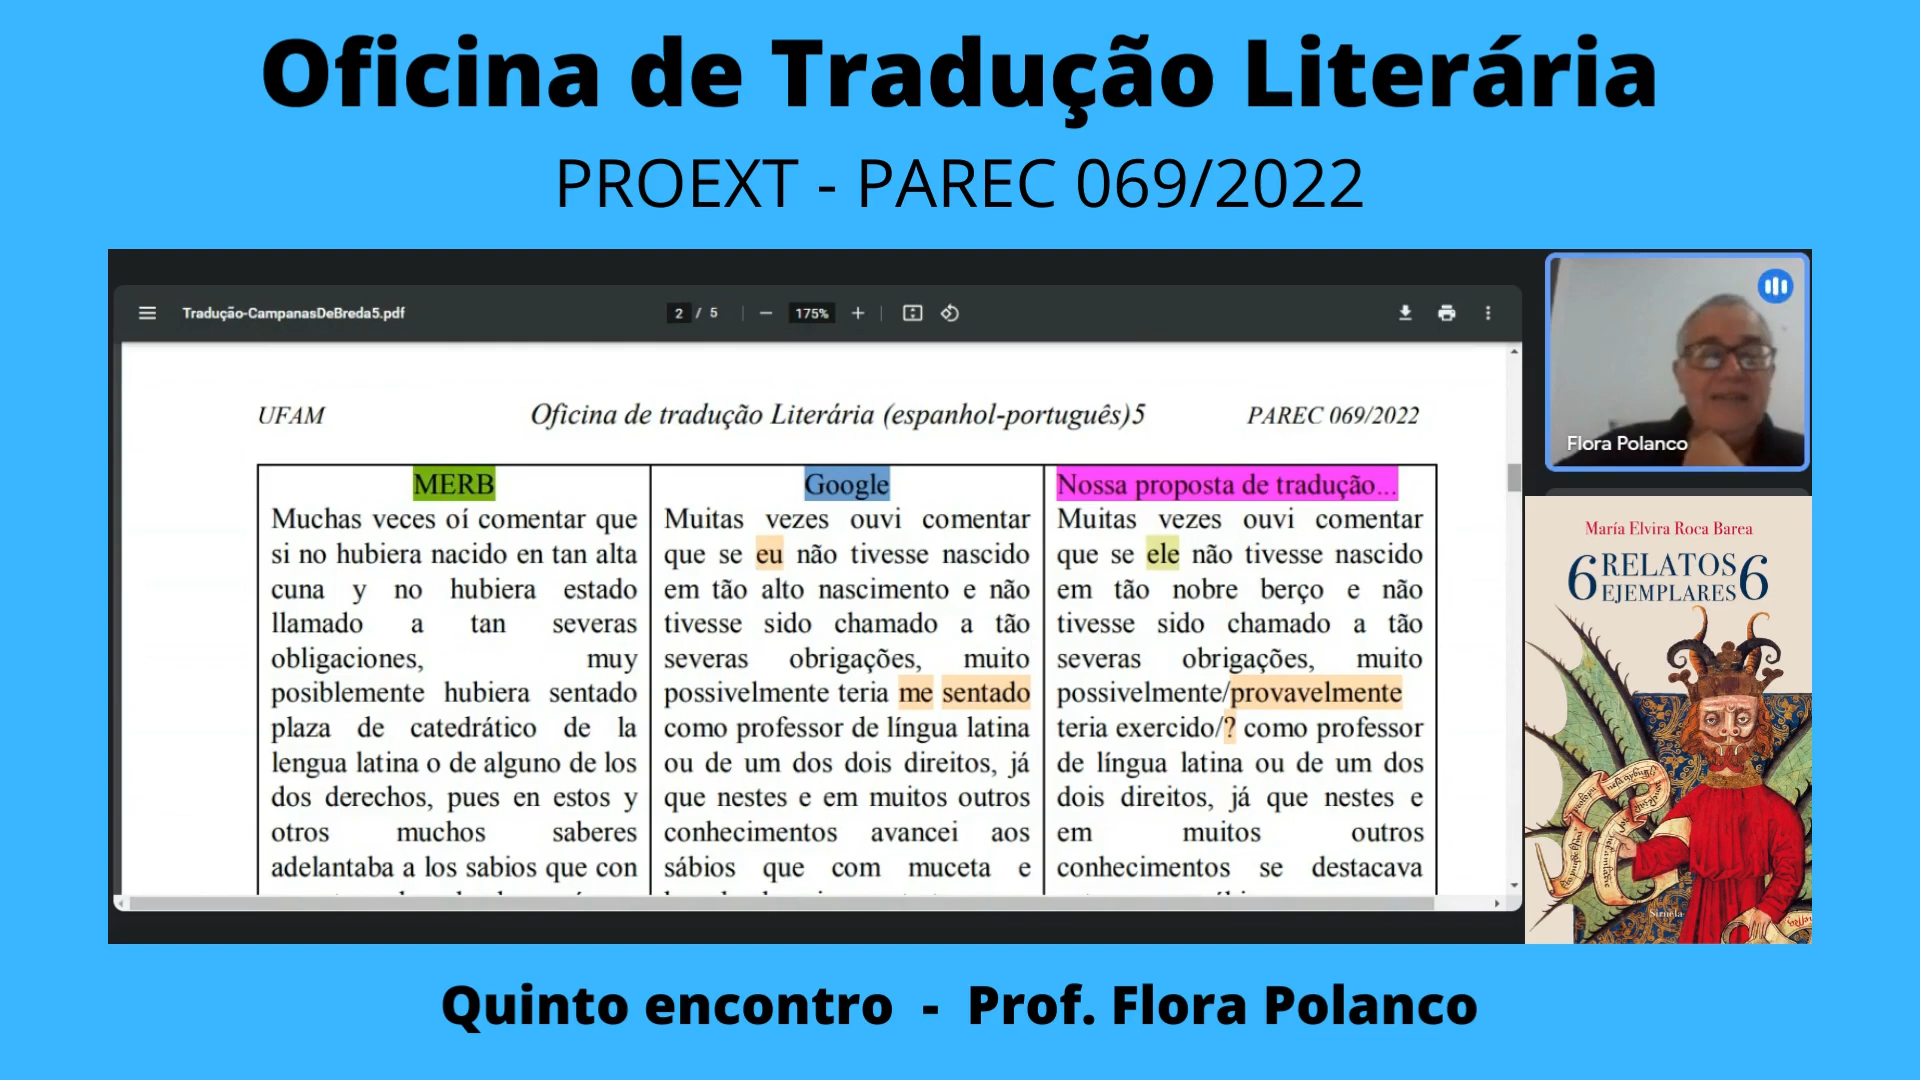 Oficina de Tradução Literária
PROEXT - PAREC 069/2022
Tradução-CampanasDeBreda5.pdf
2 / 5
175%
UFAM
Oficina de tradução Literária (espanhol-português)5
PAREC 069/2022
MERB
Muchas veces oí comentar que
si no hubiera nacido en tan alta
cuna y no hubiera estado
llamado a tan severas
obligaciones, muy
posiblemente hubiera sentado
plaza de catedrático de la
lengua latina o de alguno de los
dos derechos, pues en estos y
otros muchos saberes
adelantaba a los sabios que con
Google
Muitas vezes ouvi comentar
que se eu não tivesse nascido
em tão alto nascimento e não
tivesse sido chamado a tão
severas obrigações, muito
possivelmente teria me sentado
como professor de língua latina
ou de um dos dois direitos, já
que nestes e em muitos outros
conhecimentos avancei aos
sábios que com muceta e
Nossa proposta de tradução...
Muitas vezes ouvi comentar
que se ele não tivesse nascido
em tão nobre berço e não
tivesse sido chamado a tão
severas obrigações, muito
possivelmente/provavelmente
teria exercido/? como professor
de língua latina ou de um dos
dois direitos, já que nestes e
em muitos outros
conhecimentos se destacava
Flora Polanco
María Elvira Roca Barea
6 RELATOS 6
EJEMPLARES
Siruela
Quinto encontro - Prof. Flora Polanco